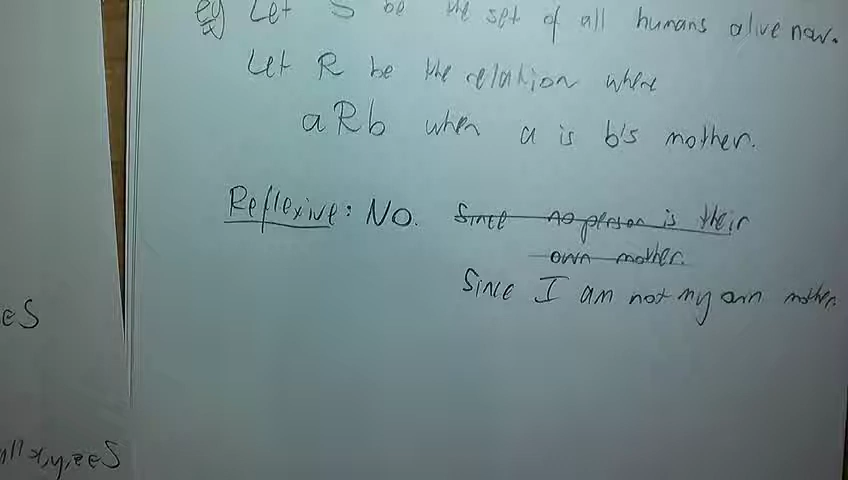 eg Let S be the set of all humans alive now.
Let R be the relation where
aRb when a is b's mother.
Reflexive: No. Since no person is their
own mother.
Since I am not my own mother.
∈S
all x,y,z∈S